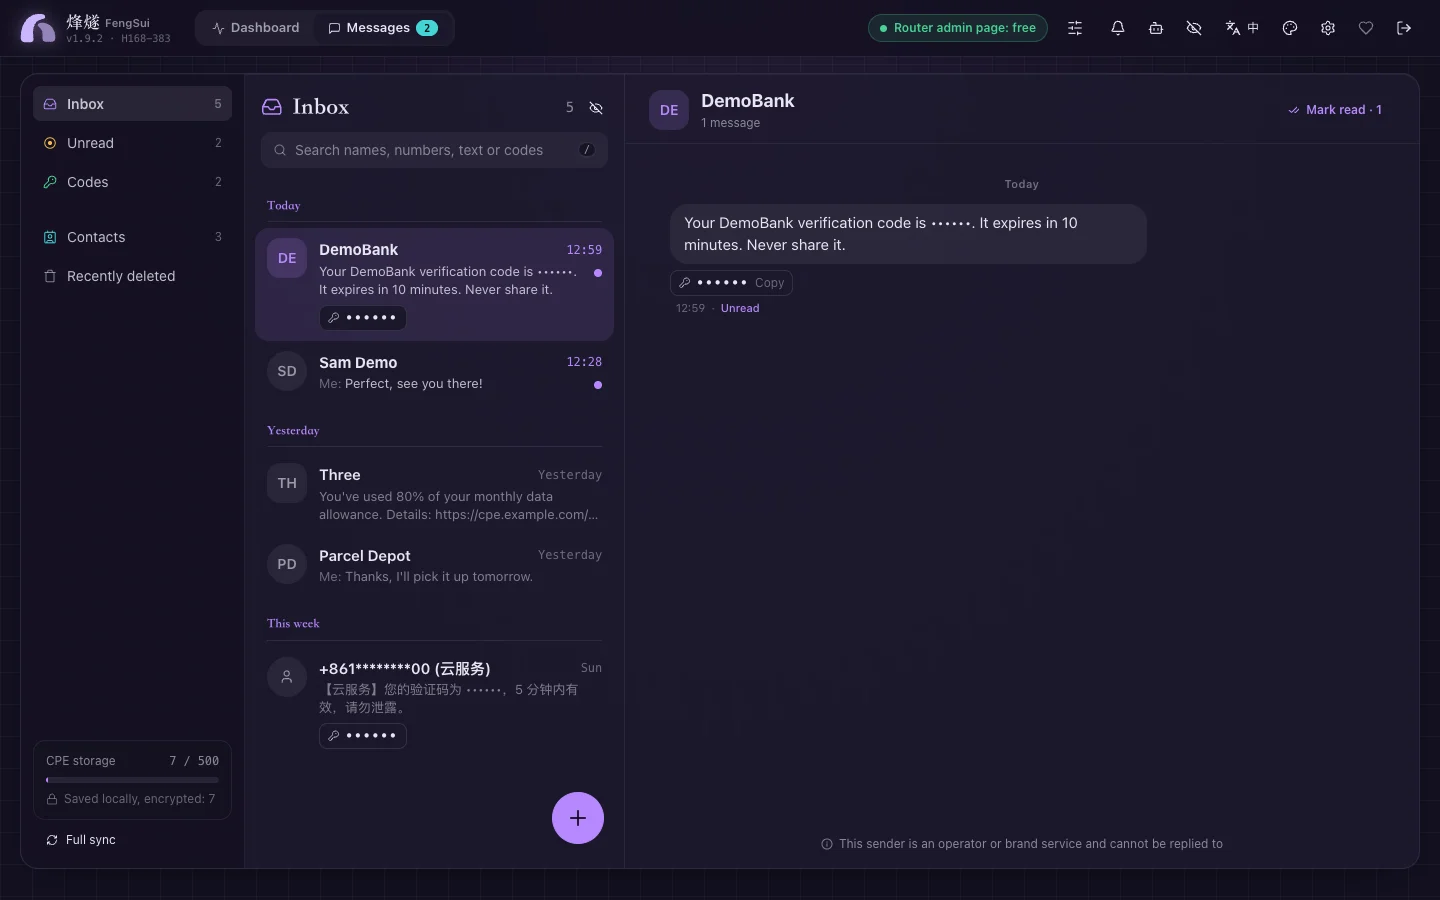 烽燧 FengSui
v1.9.2 · H168-383
Dashboard
Messages 2
Router admin page: free
中
Inbox 5
Unread 2
Codes 2
Contacts 3
Recently deleted
CPE storage 7 / 500
Saved locally, encrypted: 7
Full sync
Inbox 5
Search names, numbers, text or codes /
Today
DE DemoBank 12:59
Your DemoBank verification code is ••••••.
It expires in 10 minutes. Never share it.
••••••
SD Sam Demo 12:28
Me: Perfect, see you there!
Yesterday
TH Three Yesterday
You've used 80% of your monthly data
allowance. Details: https://cpe.example.com/...
PD Parcel Depot Yesterday
Me: Thanks, I'll pick it up tomorrow.
This week
+861********00 (云服务) Sun
【云服务】您的验证码为 ••••••，5 分钟内有
效，请勿泄露。
••••••
DE DemoBank
1 message
Mark read · 1
Today
Your DemoBank verification code is ••••••. It expires in 10
minutes. Never share it.
•••••• Copy
12:59 · Unread
This sender is an operator or brand service and cannot be replied to